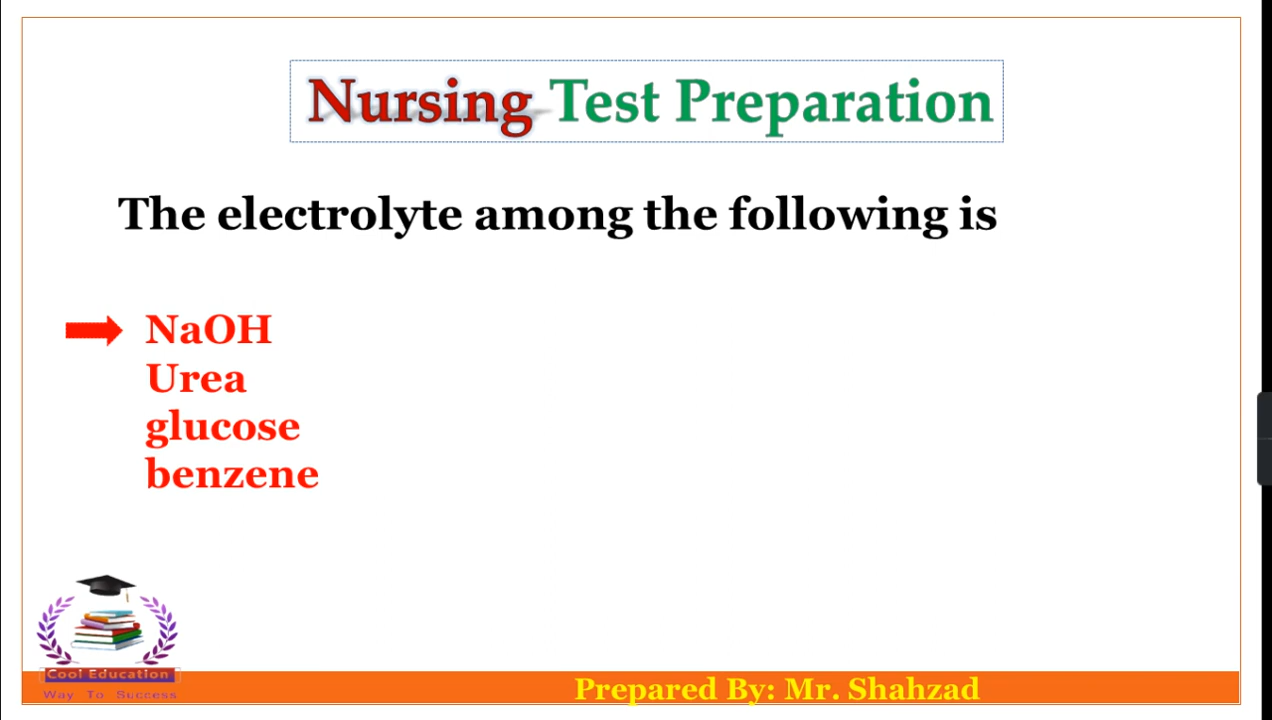 Nursing Test Preparation
The electrolyte among the following is
NaOH
Urea
glucose
benzene
Cool Education
Way To Success
Prepared By: Mr. Shahzad